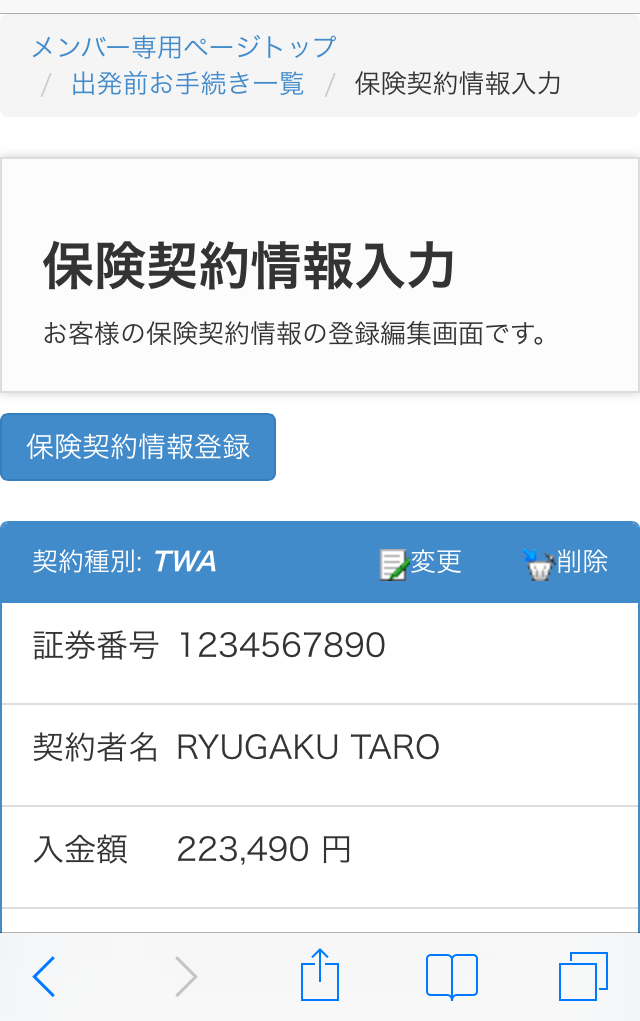 メンバー専用ページトップ
/ 出発前お手続き一覧 / 保険契約情報入力
保険契約情報入力
お客様の保険契約情報の登録編集画面です。
保険契約情報登録
契約種別: TWA 変更 削除
証券番号 1234567890
契約者名 RYUGAKU TARO
入金額 223,490 円